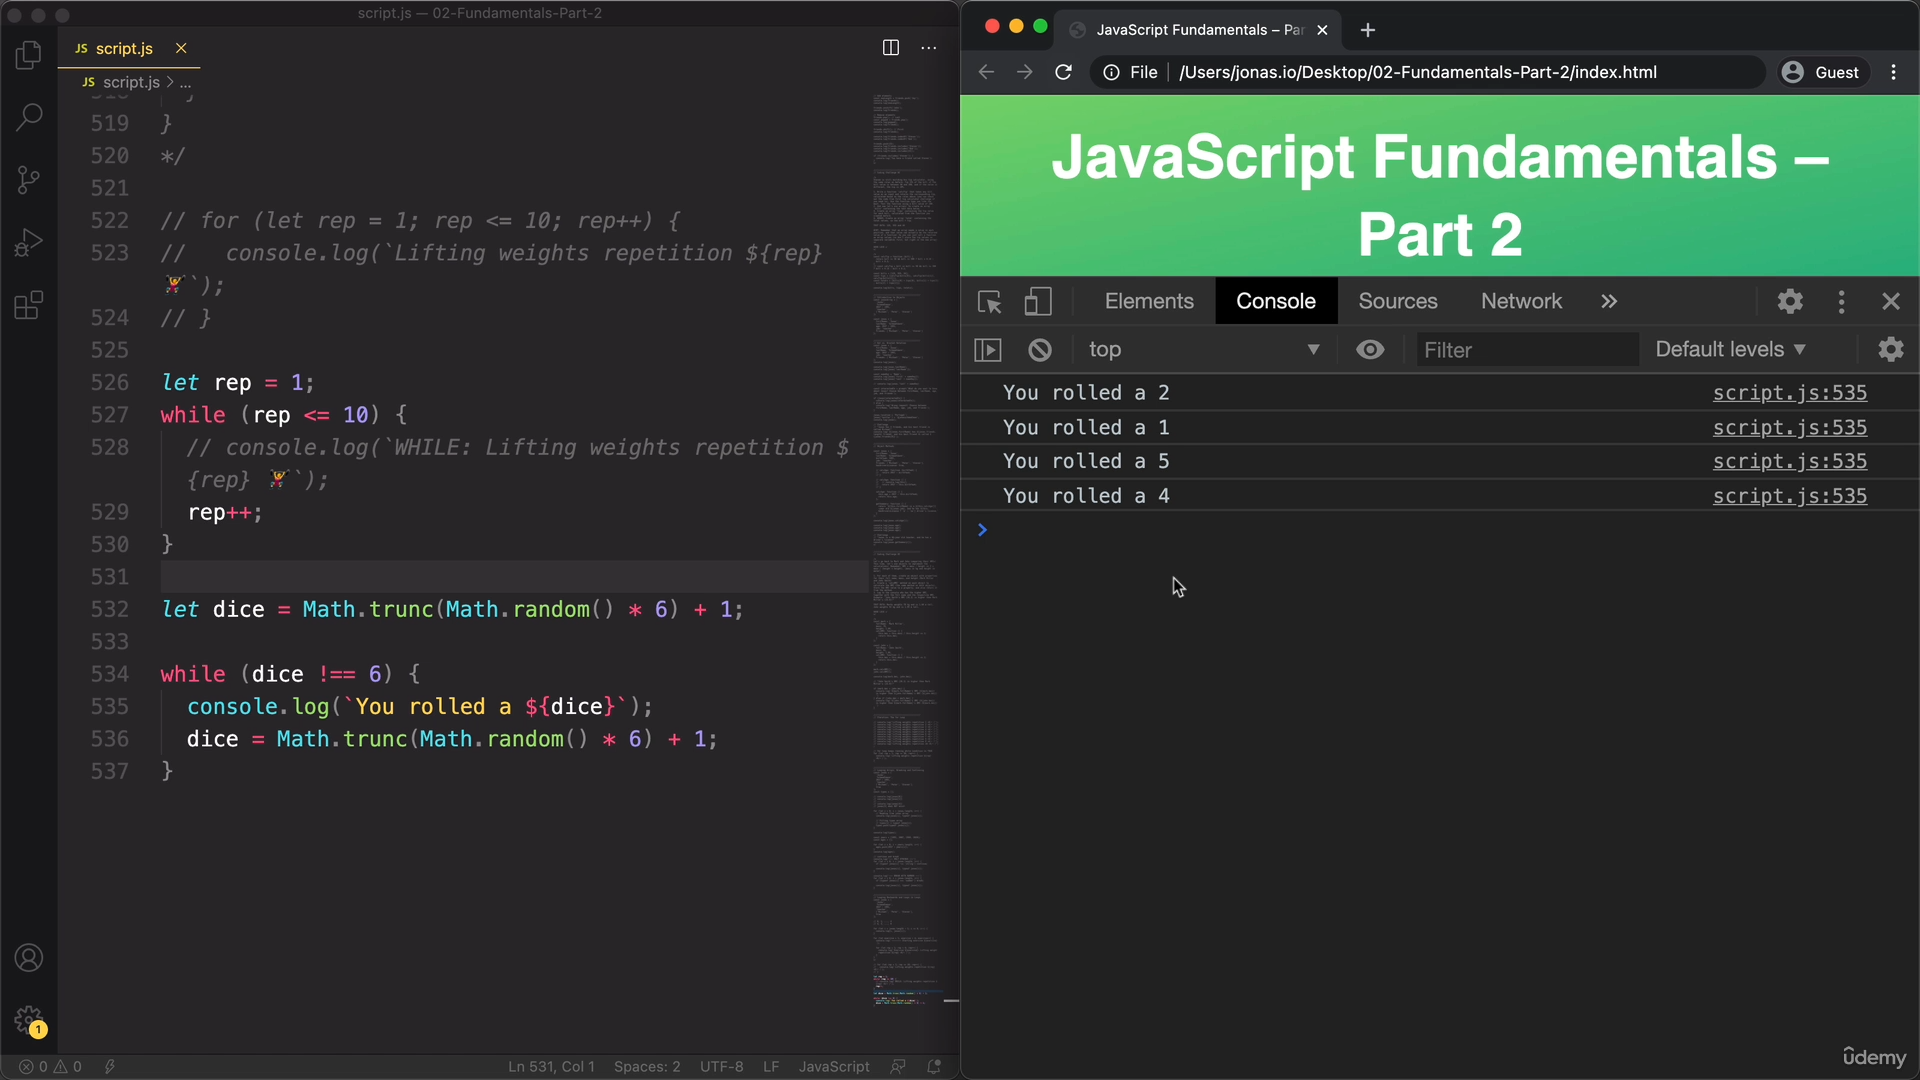 script.js — 02-Fundamentals-Part-2
JS script.js
JS script.js > ...
519 }
520 */
521
522 // for (let rep = 1; rep <= 10; rep++) {
523 //   console.log(`Lifting weights repetition ${rep}
🏋️`);
524 // }
525
526 let rep = 1;
527 while (rep <= 10) {
528 // console.log(`WHILE: Lifting weights repetition $
{rep} 🏋️`);
529 rep++;
530 }
531
532 let dice = Math.trunc(Math.random() * 6) + 1;
533
534 while (dice !== 6) {
535 console.log(`You rolled a ${dice}`);
536 dice = Math.trunc(Math.random() * 6) + 1;
537 }
1
0 0
Ln 531, Col 1 Spaces: 2 UTF-8 LF JavaScript
JavaScript Fundamentals – Par
File /Users/jonas.io/Desktop/02-Fundamentals-Part-2/index.html Guest
JavaScript Fundamentals –
Part 2
Elements Console Sources Network »
top Filter Default levels
You rolled a 2 script.js:535
You rolled a 1 script.js:535
You rolled a 5 script.js:535
You rolled a 4 script.js:535
>
ûdemy